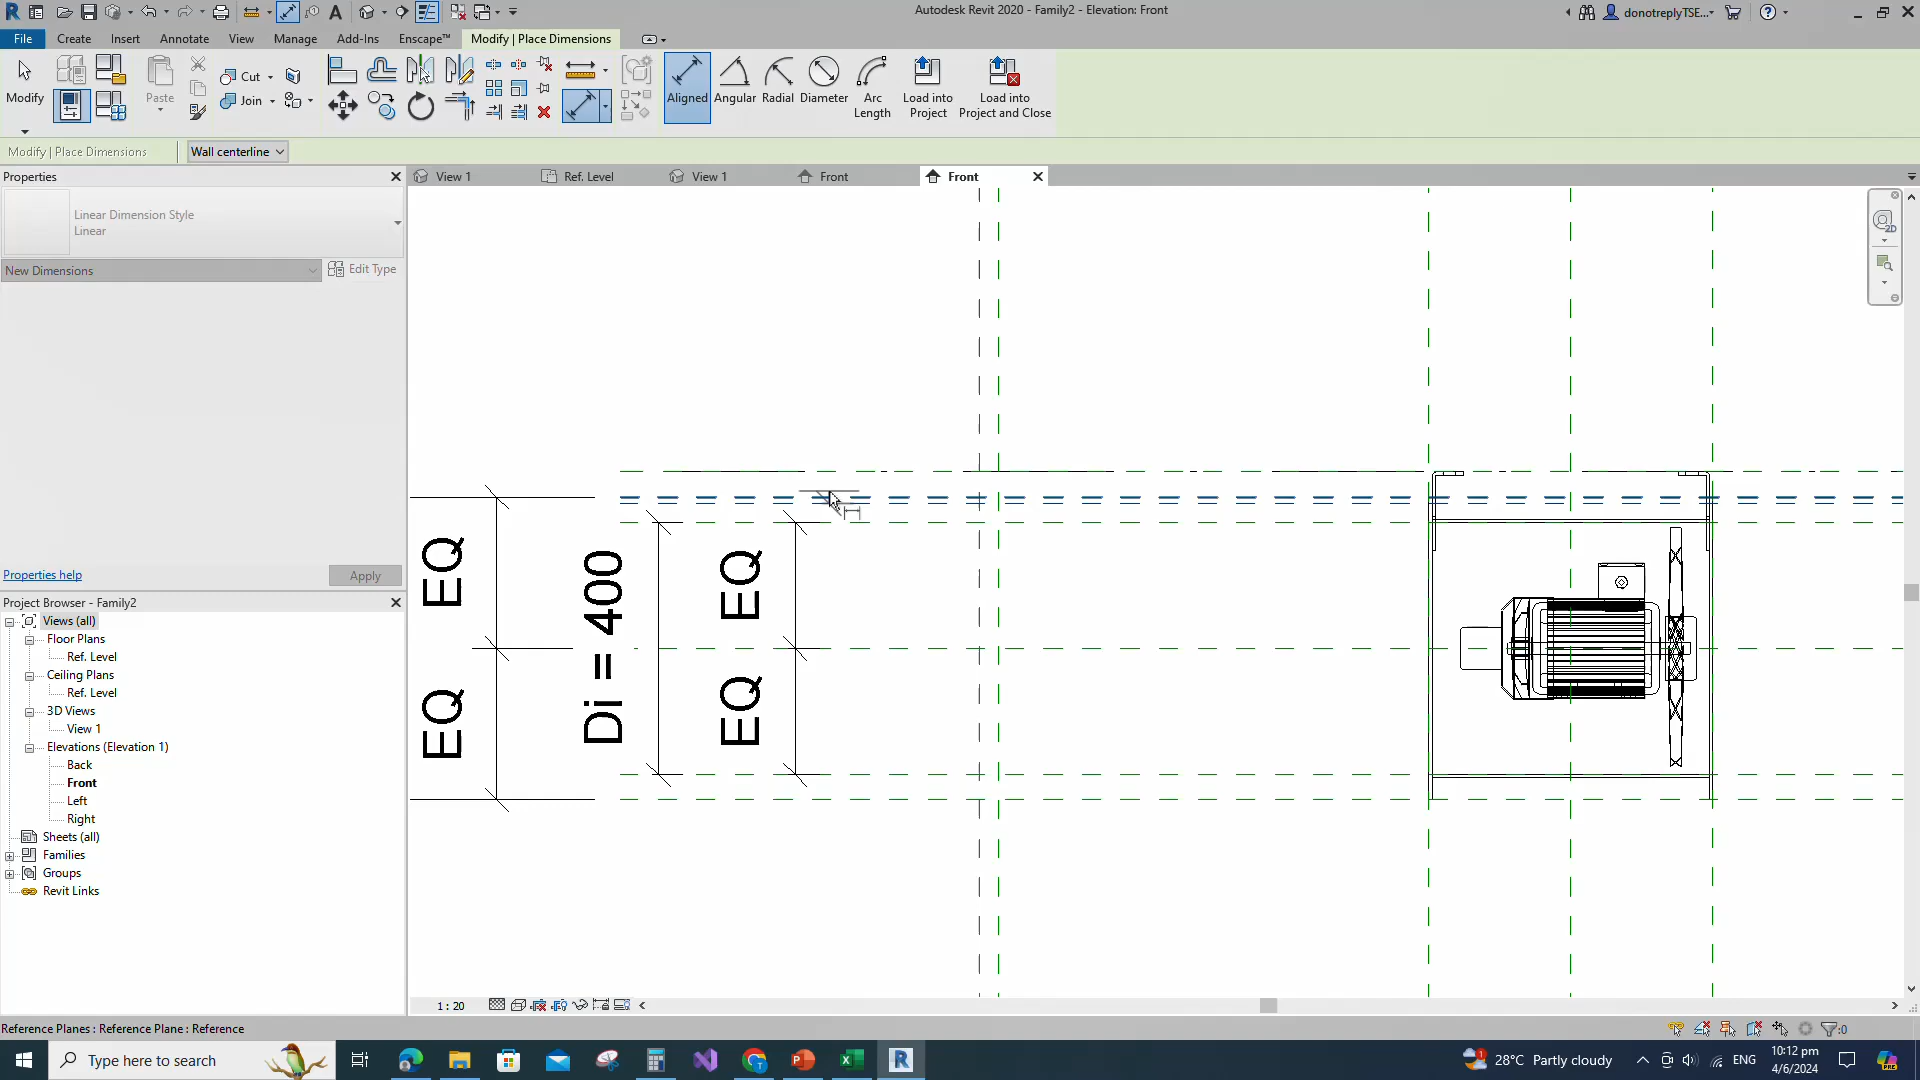 Autodesk Revit 2020 - Family2 - Elevation: Front
donotreplyTSE...
File
Create
Insert
Annotate
View
Manage
Add-Ins
Enscape™
Modify | Place Dimensions
Modify
Paste
Cut
Join
Aligned
Angular
Radial
Diameter
Arc
Length
Load into
Project
Load into
Project and Close
Modify | Place Dimensions
Wall centerline
Properties
View 1
Ref. Level
View 1
Front
Front
Linear Dimension Style
Linear
New Dimensions
Edit Type
2D
Properties help
Apply
Project Browser - Family2
Views (all)
Floor Plans
Ref. Level
Ceiling Plans
Ref. Level
3D Views
View 1
Elevations (Elevation 1)
Back
Front
Left
Right
Sheets (all)
Families
Groups
Revit Links
EQ
EQ
Di = 400
EQ
EQ
1 : 20
Reference Planes : Reference Plane : Reference
:0
Type here to search
28°C Partly cloudy
ENG
10:12 pm
4/6/2024